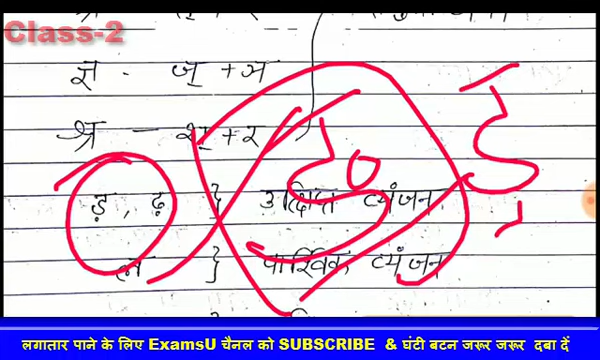 Class-2
ज्ञ - ज् + ञ
श्र - श् + र
ड़, ढ़ } उत्क्षिप्त व्यंजन
ल } पार्श्विक व्यंजन
लगातार पाने के लिए ExamsU चैनल को SUBSCRIBE & घंटी बटन जरूर जरूर दबा दें